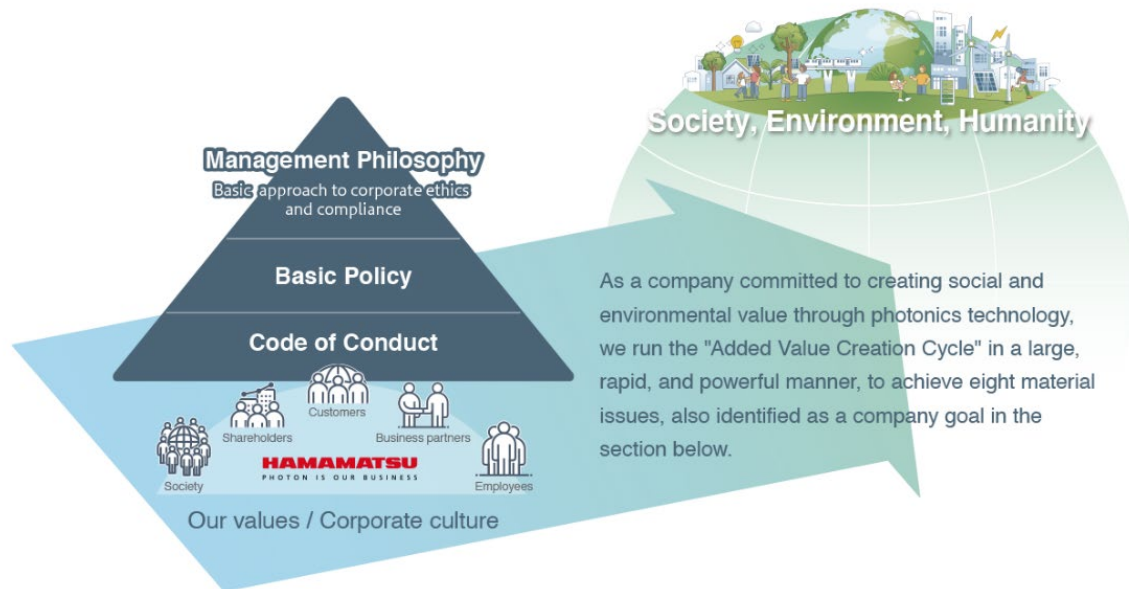 Society, Environment, Humanity
Management Philosophy
Basic approach to corporate ethics
and compliance
Basic Policy
Code of Conduct
Customers
Shareholders
Business partners
Society
HAMAMATSU
PHOTON IS OUR BUSINESS
Employees
Our values / Corporate culture
As a company committed to creating social and
environmental value through photonics technology,
we run the "Added Value Creation Cycle" in a large,
rapid, and powerful manner, to achieve eight material
issues, also identified as a company goal in the
section below.